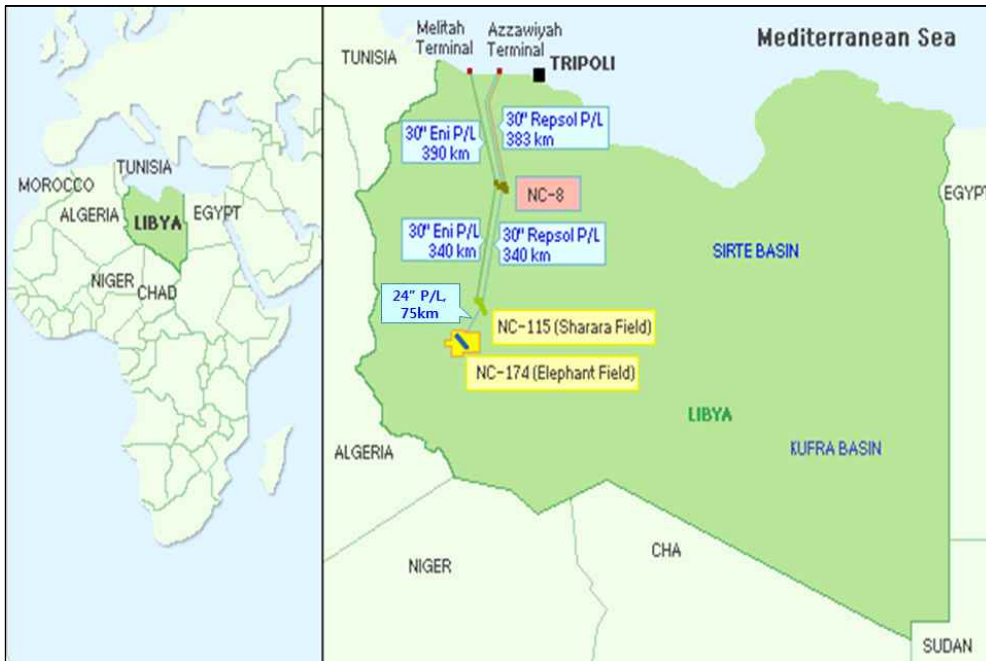 TUNISIA
MOROCCO
ALGERIA
LIBYA
EGYPT
NIGER
CHAD
Melitah
Terminal
Azzawiyah
Terminal
Mediterranean Sea
TUNISIA
TRIPOLI
30" Eni P/L
390 km
30" Repsol P/L
383 km
NC-8
EGYPT
30" Eni P/L
340 km
30" Repsol P/L
340 km
SIRTE BASIN
24" P/L,
75km
NC-115 (Sharara Field)
NC-174 (Elephant Field)
LIBYA
ALGERIA
KUFRA BASIN
NIGER
CHA
SUDAN